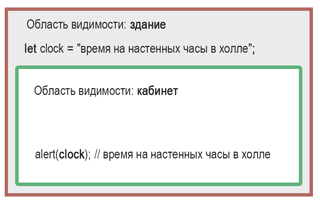 Область видимости: здание
let clock = "время на настенных часы в холле";
Область видимости: кабинет
alert(clock); // время на настенных часы в холле